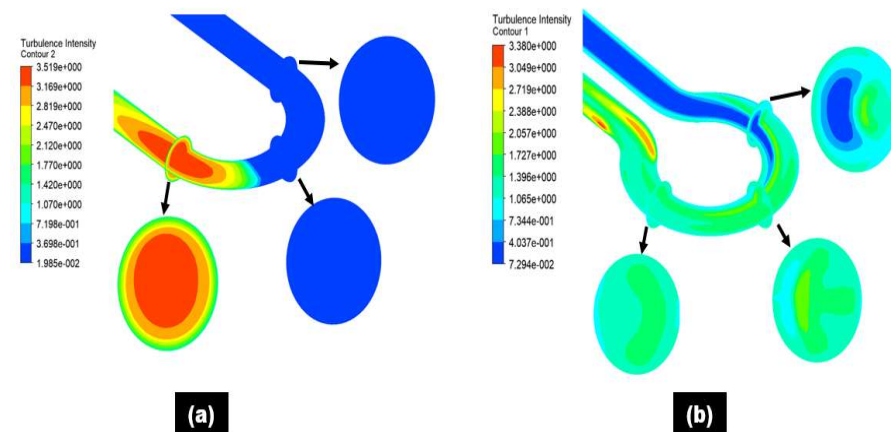 Turbulence Intensity
Contour 2
3.519e+000
3.169e+000
2.819e+000
2.470e+000
2.120e+000
1.770e+000
1.420e+000
1.070e+000
7.198e-001
3.698e-001
1.985e-002
(a)
Turbulence Intensity
Contour 1
3.380e+000
3.049e+000
2.719e+000
2.388e+000
2.057e+000
1.727e+000
1.396e+000
1.065e+000
7.344e-001
4.037e-001
7.294e-002
(b)